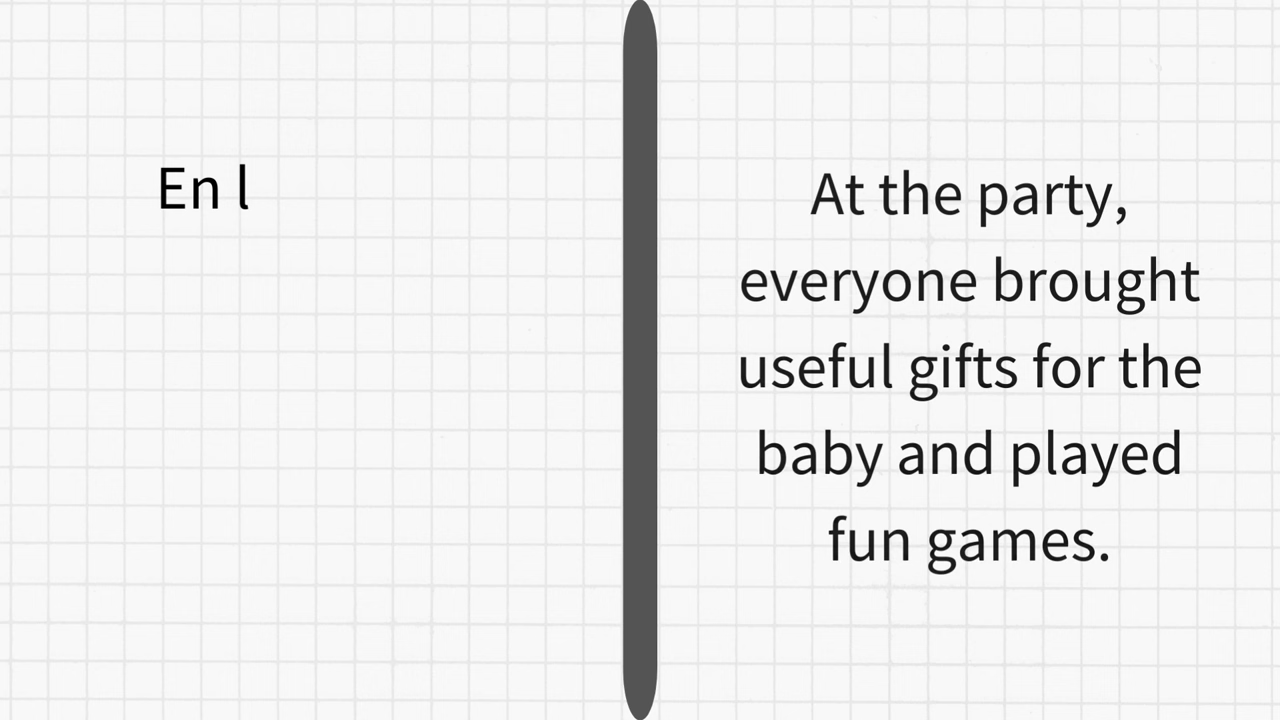 En l
At the party,
everyone brought
useful gifts for the
baby and played
fun games.